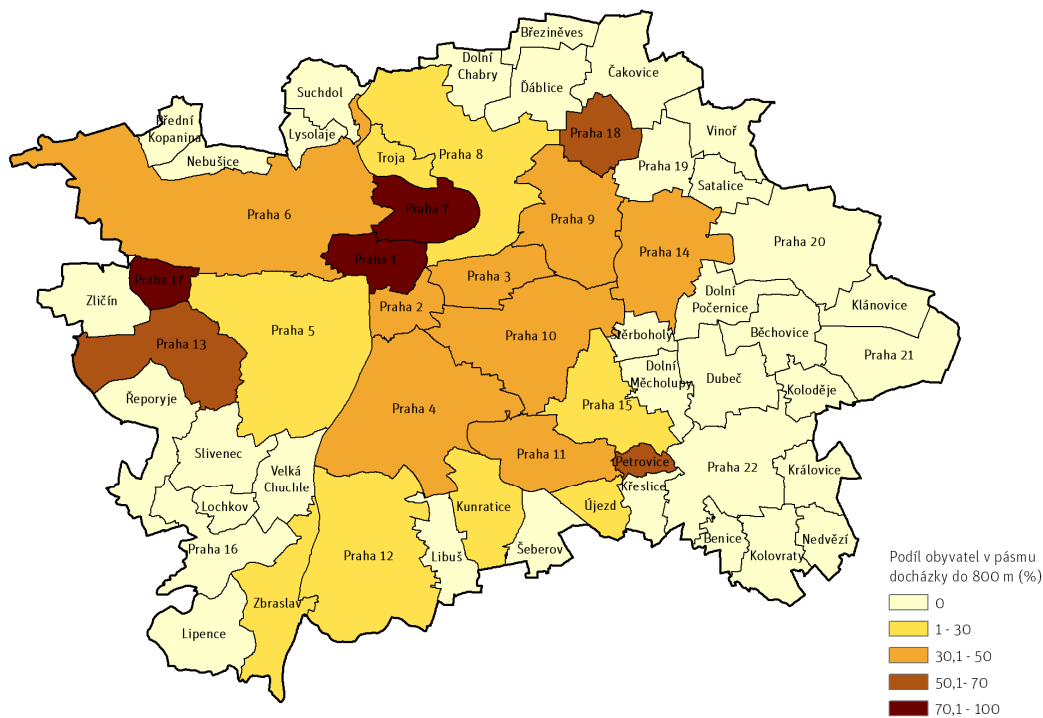 Březiněves
Dolní
Chabry
Ďáblice
Čakovice
Suchdol
Lysolaje
Přední
Kopanina
Nebušice
Troja
Praha 8
Praha 18
Vinoř
Praha 19
Satalice
Praha 6
Praha 7
Praha 9
Praha 14
Praha 20
Praha 1
Praha 3
Praha 17
Zličín
Praha 2
Praha 5
Praha 10
Dolní
Počernice
Klánovice
Štěrboholy
Běchovice
Praha 13
Praha 21
Dolní
Měcholupy
Dubeč
Koloděje
Řeporyje
Praha 4
Praha 15
Slivenec
Praha 11
Petrovice
Praha 22
Královice
Velká
Chuchle
Křeslice
Lochkov
Kunratice
Újezd
Praha 16
Praha 12
Libuš
Šeberov
Benice
Kolovraty
Nedvězí
Zbraslav
Lipence
Podíl obyvatel v pásmu
docházky do 800 m (%)
0
1 - 30
30,1 - 50
50,1- 70
70,1 - 100